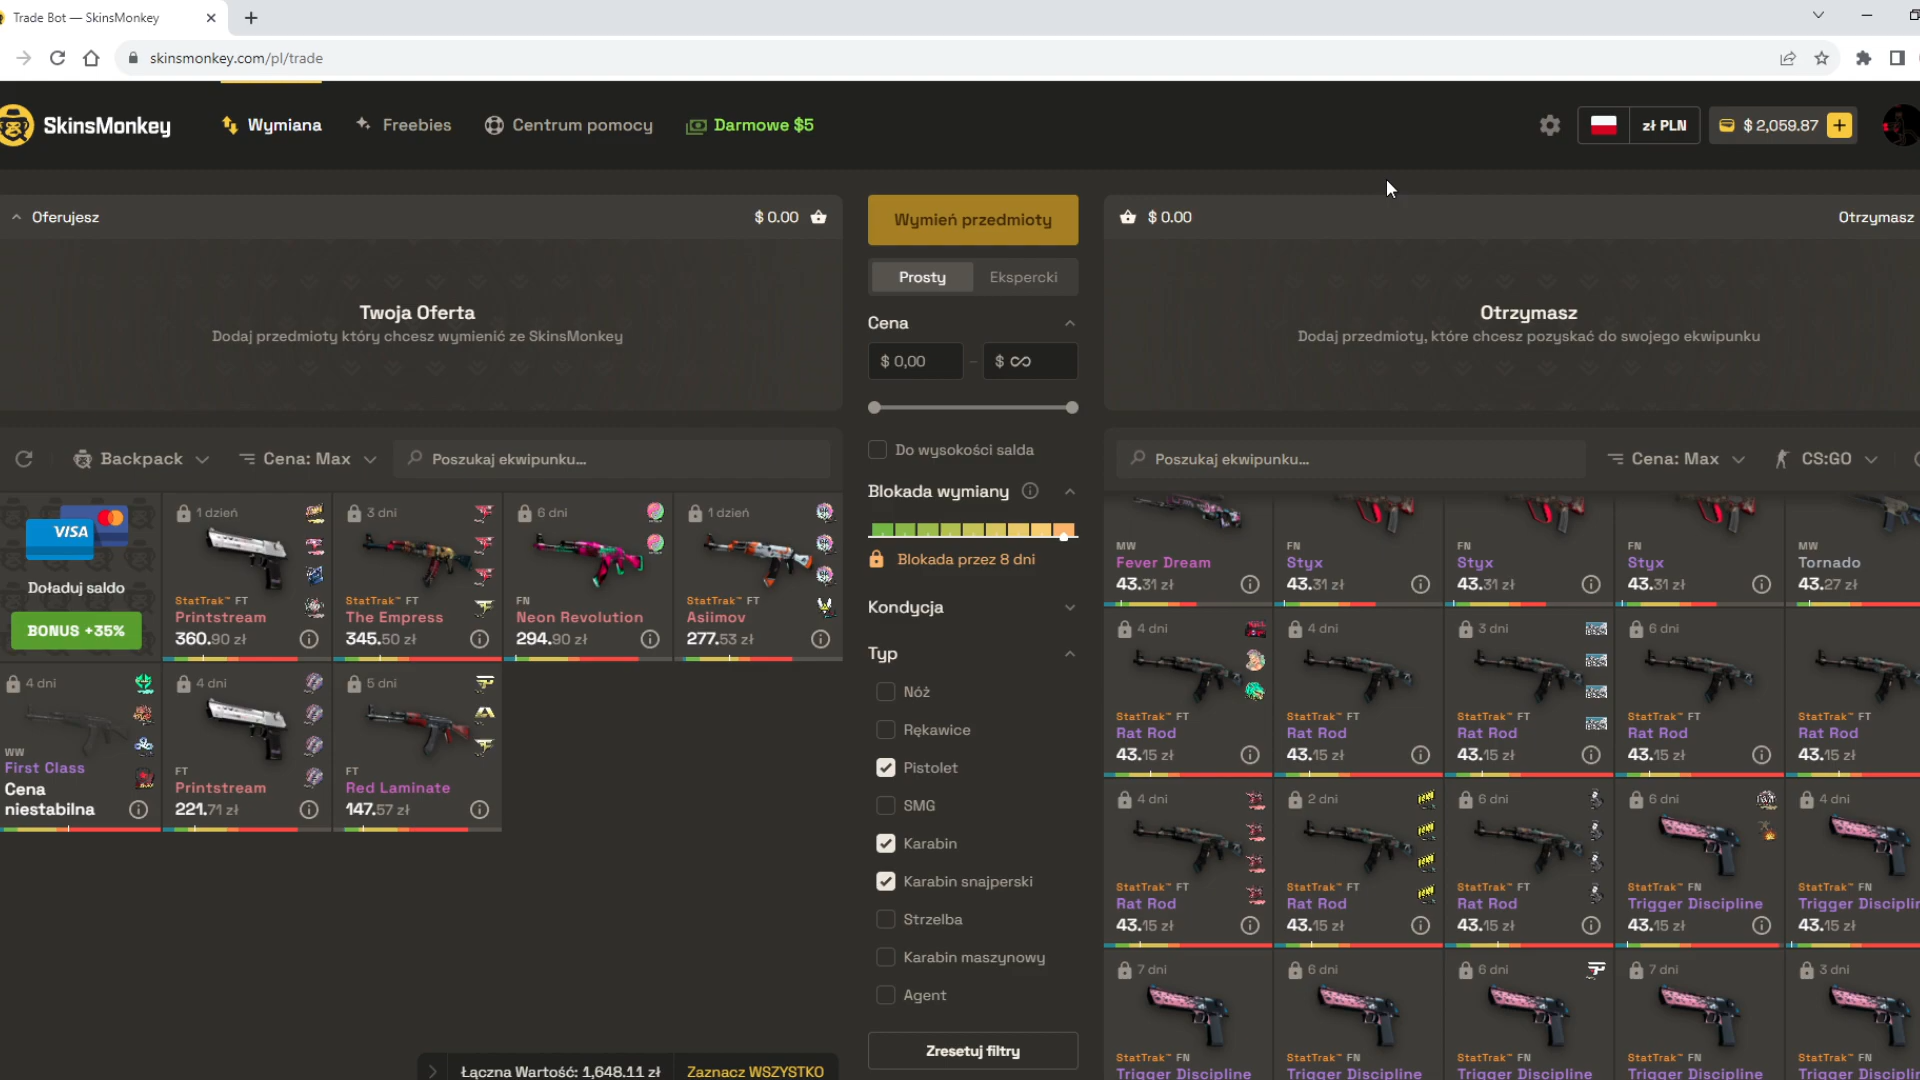 Trade Bot — SkinsMonkey
skinsmonkey.com/pl/trade
SkinsMonkey
Wymiana
Freebies
Centrum pomocy
Darmowe $5
zł PLN
$ 2,059.87
Oferujesz
$ 0.00
Wymień przedmioty
$ 0.00
Otrzymasz
Prosty
Ekspercki
Twoja Oferta
Dodaj przedmioty który chcesz wymienić ze SkinsMonkey
Cena
$ 0,00
–
$ ∞
Otrzymasz
Dodaj przedmioty, które chcesz pozyskać do swojego ekwipunku
Backpack
Cena: Max
Poszukaj ekwipunku...
Do wysokości salda
Poszukaj ekwipunku...
Cena: Max
CS:GO
VISA
Doładuj saldo
BONUS +35%
1 dzień
StatTrak™ FT
Printstream
360.90 zł
3 dni
StatTrak™ FT
The Empress
345.50 zł
6 dni
FN
Neon Revolution
294.90 zł
1 dzień
StatTrak™ FT
Asiimov
277.53 zł
4 dni
WW
First Class
Cena
niestabilna
4 dni
FT
Printstream
221.71 zł
5 dni
FT
Red Laminate
147.57 zł
Łączna Wartość: 1,648.11 zł
Zaznacz WSZYSTKO
Blokada wymiany
Blokada przez 8 dni
Kondycja
Typ
Nóż
Rękawice
Pistolet
SMG
Karabin
Karabin snajperski
Strzelba
Karabin maszynowy
Agent
Zresetuj filtry
MW
Fever Dream
43.31 zł
FN
Styx
43.31 zł
FN
Styx
43.31 zł
FN
Styx
43.31 zł
MW
Tornado
43.27 zł
4 dni
StatTrak™ FT
Rat Rod
43.15 zł
4 dni
StatTrak™ FT
Rat Rod
43.15 zł
3 dni
StatTrak™ FT
Rat Rod
43.15 zł
6 dni
StatTrak™ FT
Rat Rod
43.15 zł
StatTrak™ FT
Rat Rod
43.15 zł
4 dni
StatTrak™ FT
Rat Rod
43.15 zł
2 dni
StatTrak™ FT
Rat Rod
43.15 zł
6 dni
StatTrak™ FT
Rat Rod
43.15 zł
6 dni
StatTrak™ FN
Trigger Discipline
43.15 zł
4 dni
StatTrak™ FN
Trigger Disciplin
43.15 zł
7 dni
StatTrak™ FN
Trigger Discipline
6 dni
StatTrak™ FN
Trigger Discipline
6 dni
StatTrak™ FN
Trigger Discipline
7 dni
StatTrak™ FN
Trigger Discipline
3 dni
StatTrak™ FN
Trigger Disciplin